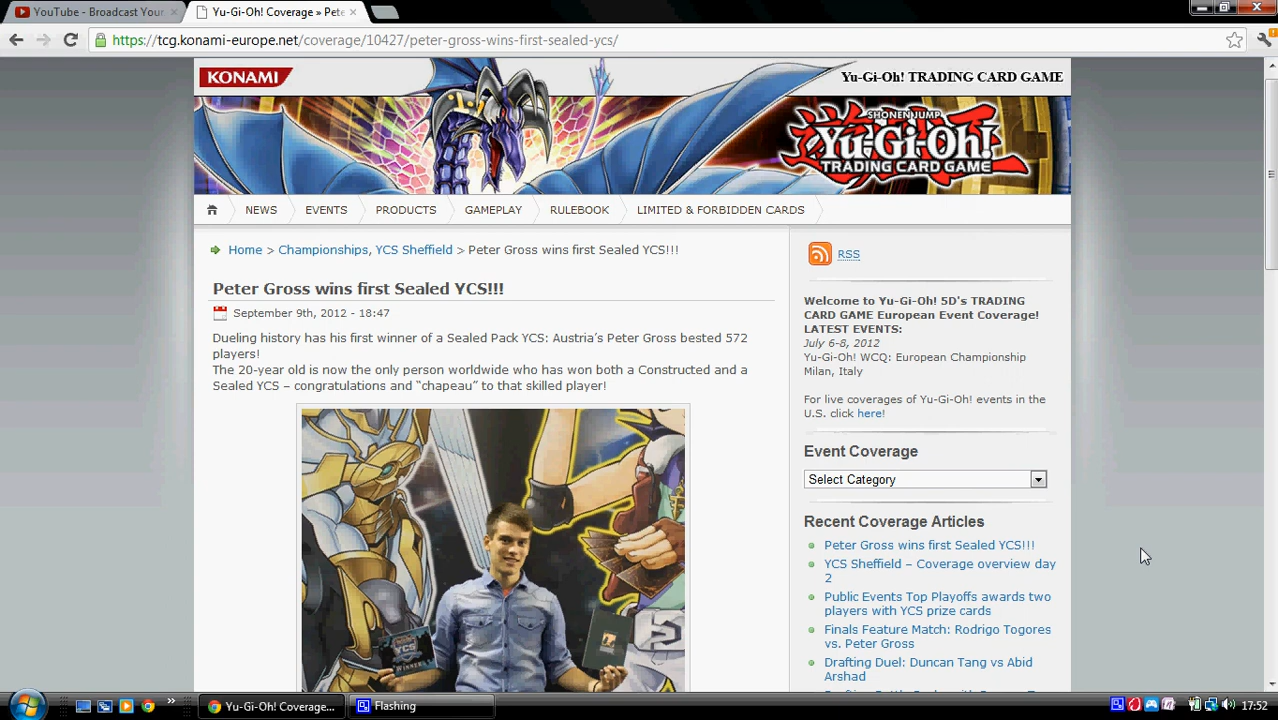 YouTube - Broadcast Your
Yu-Gi-Oh! Coverage » Pete
https://tcg.konami-europe.net/coverage/10427/peter-gross-wins-first-sealed-ycs/
KONAMI
Yu-Gi-Oh! TRADING CARD GAME
SHONEN JUMP
Yu-Gi-Oh!
TRADING CARD GAME
NEWS
EVENTS
PRODUCTS
GAMEPLAY
RULEBOOK
LIMITED & FORBIDDEN CARDS
Home > Championships, YCS Sheffield > Peter Gross wins first Sealed YCS!!!
Peter Gross wins first Sealed YCS!!!
September 9th, 2012 - 18:47
Dueling history has his first winner of a Sealed Pack YCS: Austria’s Peter Gross bested 572
players!
The 20-year old is now the only person worldwide who has won both a Constructed and a
Sealed YCS – congratulations and “chapeau” to that skilled player!
YCS
WINNER
RSS
Welcome to Yu-Gi-Oh! 5D's TRADING
CARD GAME European Event Coverage!
LATEST EVENTS:
July 6-8, 2012
Yu-Gi-Oh! WCQ: European Championship
Milan, Italy
For live coverages of Yu-Gi-Oh! events in the
U.S. click here!
Event Coverage
Select Category
Recent Coverage Articles
Peter Gross wins first Sealed YCS!!!
YCS Sheffield – Coverage overview day
2
Public Events Top Playoffs awards two
players with YCS prize cards
Finals Feature Match: Rodrigo Togores
vs. Peter Gross
Drafting Duel: Duncan Tang vs Abid
Arshad
Yu-Gi-Oh! Coverage...
Flashing
17:52